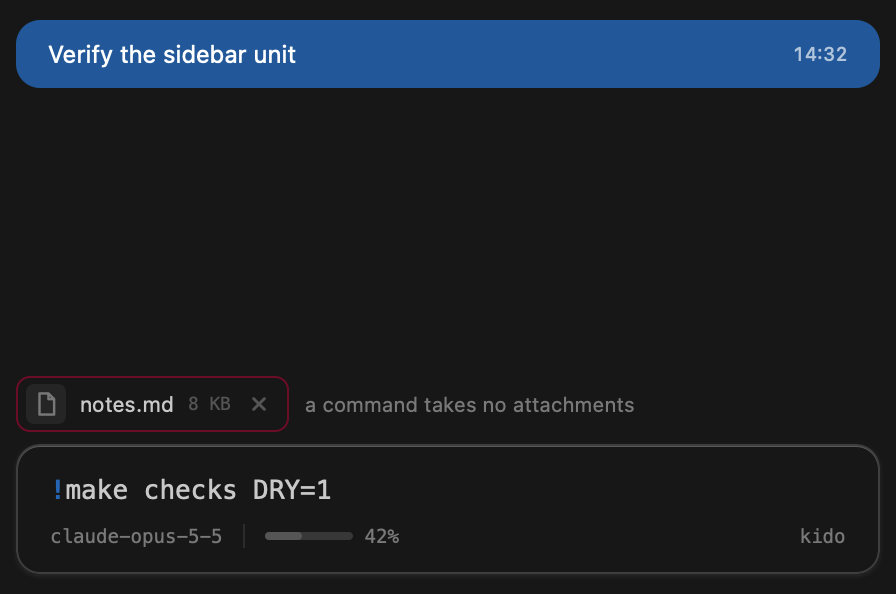 Verify the sidebar unit 14:32
notes.md 8 KB × a command takes no attachments
!make checks DRY=1
claude-opus-5-5 42% kido